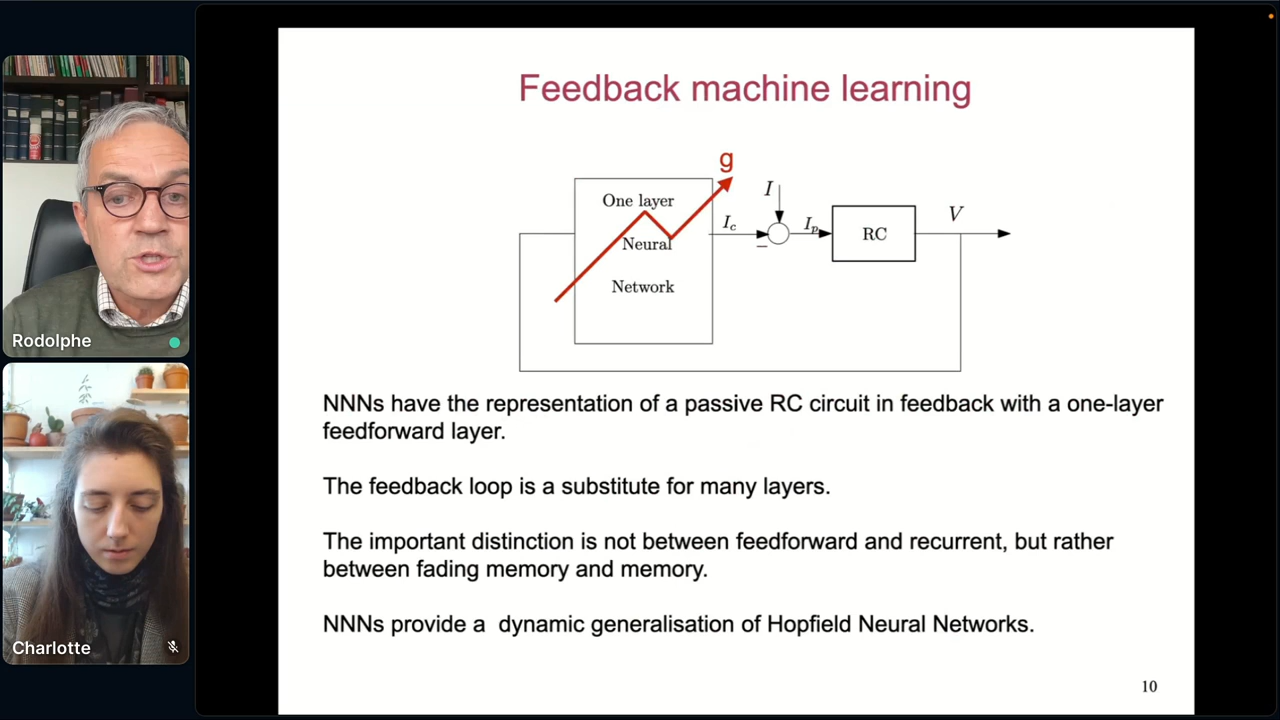 Feedback machine learning
g
One layer
Neural
Network
I_c
I
–
I_p
RC
V
NNNs have the representation of a passive RC circuit in feedback with a one-layer
feedforward layer.
The feedback loop is a substitute for many layers.
The important distinction is not between feedforward and recurrent, but rather
between fading memory and memory.
NNNs provide a dynamic generalisation of Hopfield Neural Networks.
10
Rodolphe
Charlotte